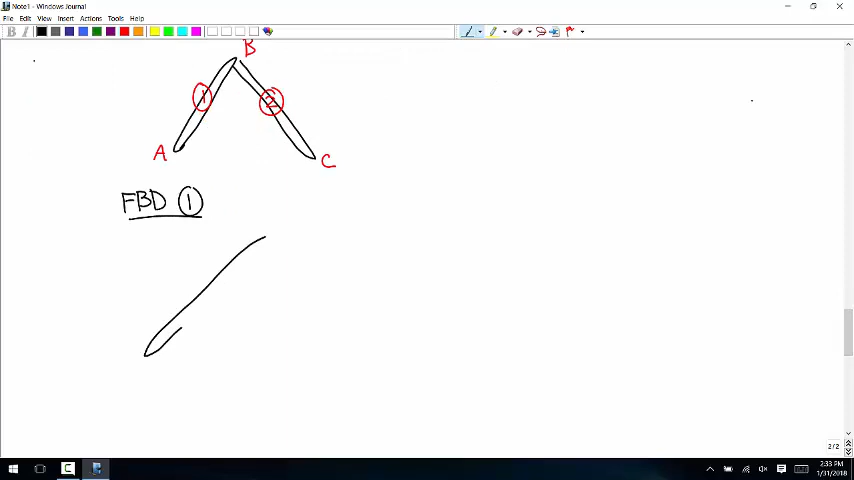 Note1 - Windows Journal
File Edit View Insert Actions Tools Help
B I
B
1 2
A C
FBD 1
2/2
2:33 PM
1/31/2018